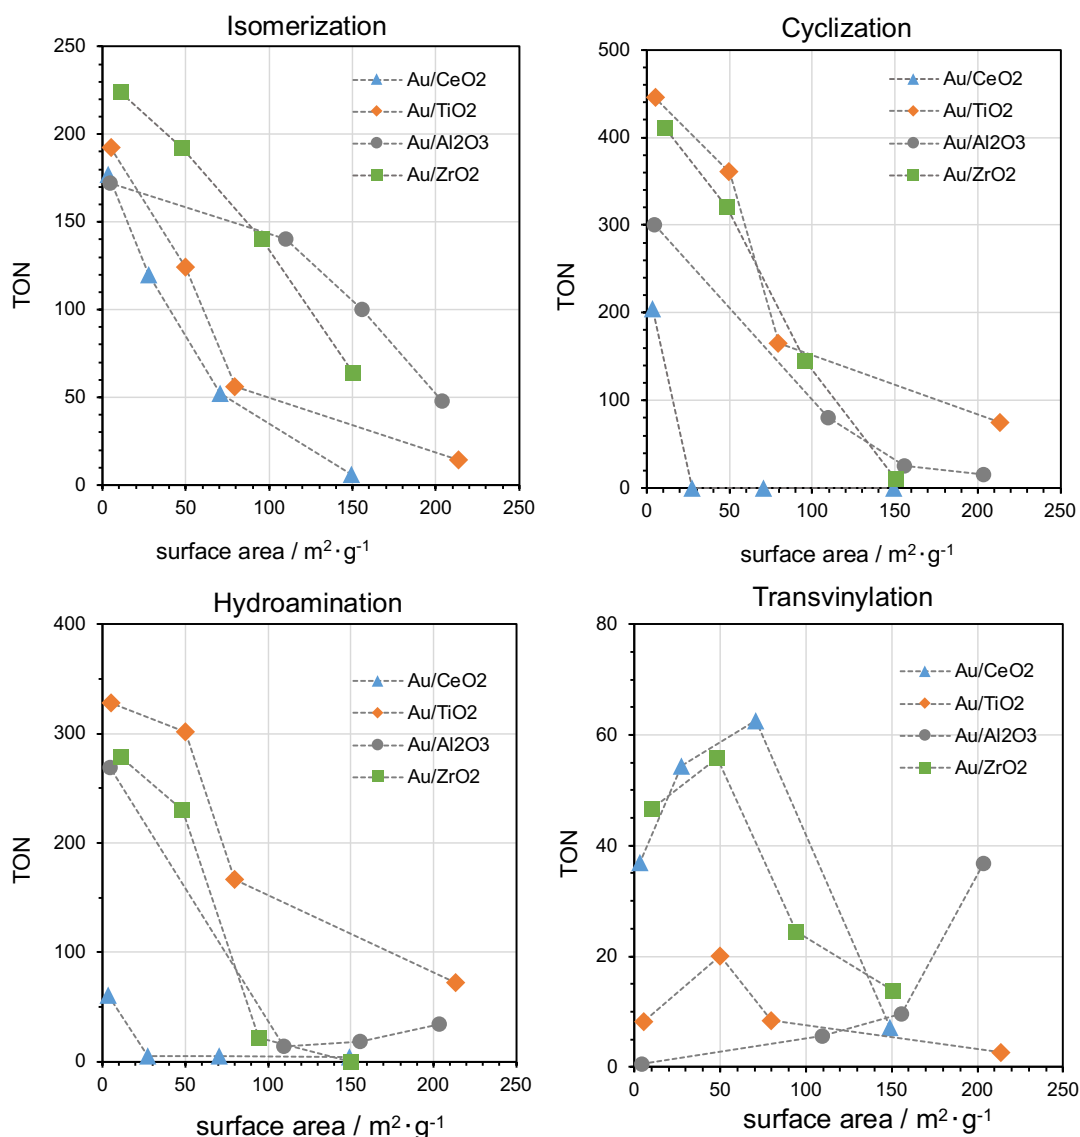 Isomerization
250
200
150
100
50
0
TON
0 50 100 150 200 250
surface area / m²·g⁻¹
Au/CeO2
Au/TiO2
Au/Al2O3
Au/ZrO2
Cyclization
500
400
300
200
100
0
TON
0 50 100 150 200 250
surface area / m²·g⁻¹
Au/CeO2
Au/TiO2
Au/Al2O3
Au/ZrO2
Hydroamination
400
300
200
100
0
TON
0 50 100 150 200 250
surface area / m²·g⁻¹
Au/CeO2
Au/TiO2
Au/Al2O3
Au/ZrO2
Transvinylation
80
60
40
20
0
TON
0 50 100 150 200 250
surface area / m²·g⁻¹
Au/CeO2
Au/TiO2
Au/Al2O3
Au/ZrO2